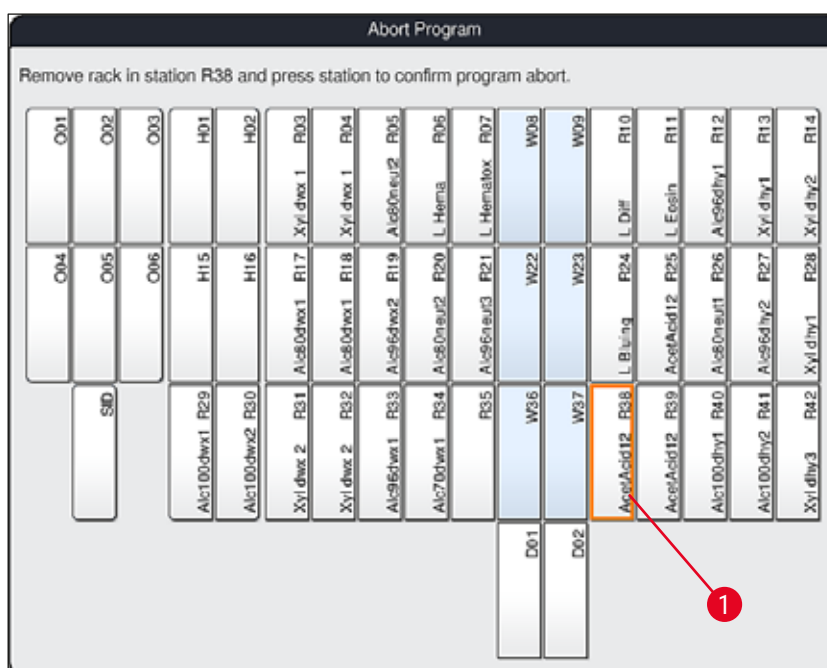 Abort Program
Remove rack in station R38 and press station to confirm program abort.
O01
O02
O03
H01
H02
Xyl dwx 1 R03
Xyl dwx 1 R04
Alc80neut2 R05
L Hema R06
L Hematox R07
W08
W09
L Diff R10
L Eosin R11
Alc96dhy1 R12
Xyl dhy1 R13
Xyl dhy2 R14
O04
O05
O06
H15
H16
Alc80dwx1 R17
Alc80dwx1 R18
Alc96dwx2 R19
Alc80neut2 R20
Alc96neut3 R21
W22
W23
L Bluing R24
AcetAcid12 R25
Alc80neut1 R26
Alc96dhy2 R27
Xyl dhy1 R28
SID
Alc100dwx1 R29
Alc100dwx2 R30
Xyl dwx 2 R31
Xyl dwx 2 R32
Alc96dwx1 R33
Alc70dwx1 R34
R35
W36
W37
AcetAcid12 R38
AcetAcid12 R39
Alc100dhy1 R40
Alc100dhy2 R41
Xyl dhy3 R42
D01
D02
1